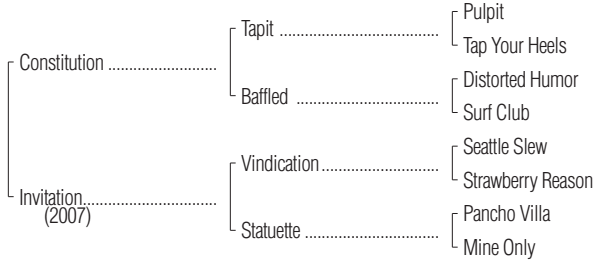 Pulpit
Tapit ............................
Tap Your Heels
Constitution ...........................
Distorted Humor
Baffled ...................................
Surf Club
Seattle Slew
Vindication.............................
Strawberry Reason
Invitation.................................
(2007)
Pancho Villa
Statuette .................................
Mine Only